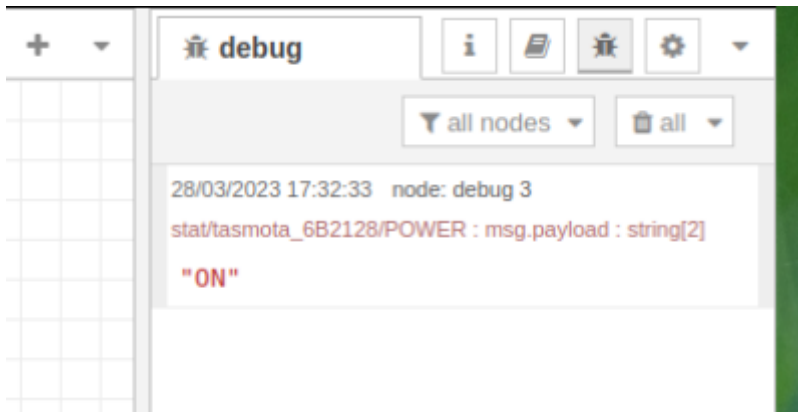 debug
i
all nodes
all
28/03/2023 17:32:33 node: debug 3
stat/tasmota_6B2128/POWER : msg.payload : string[2]
"ON"